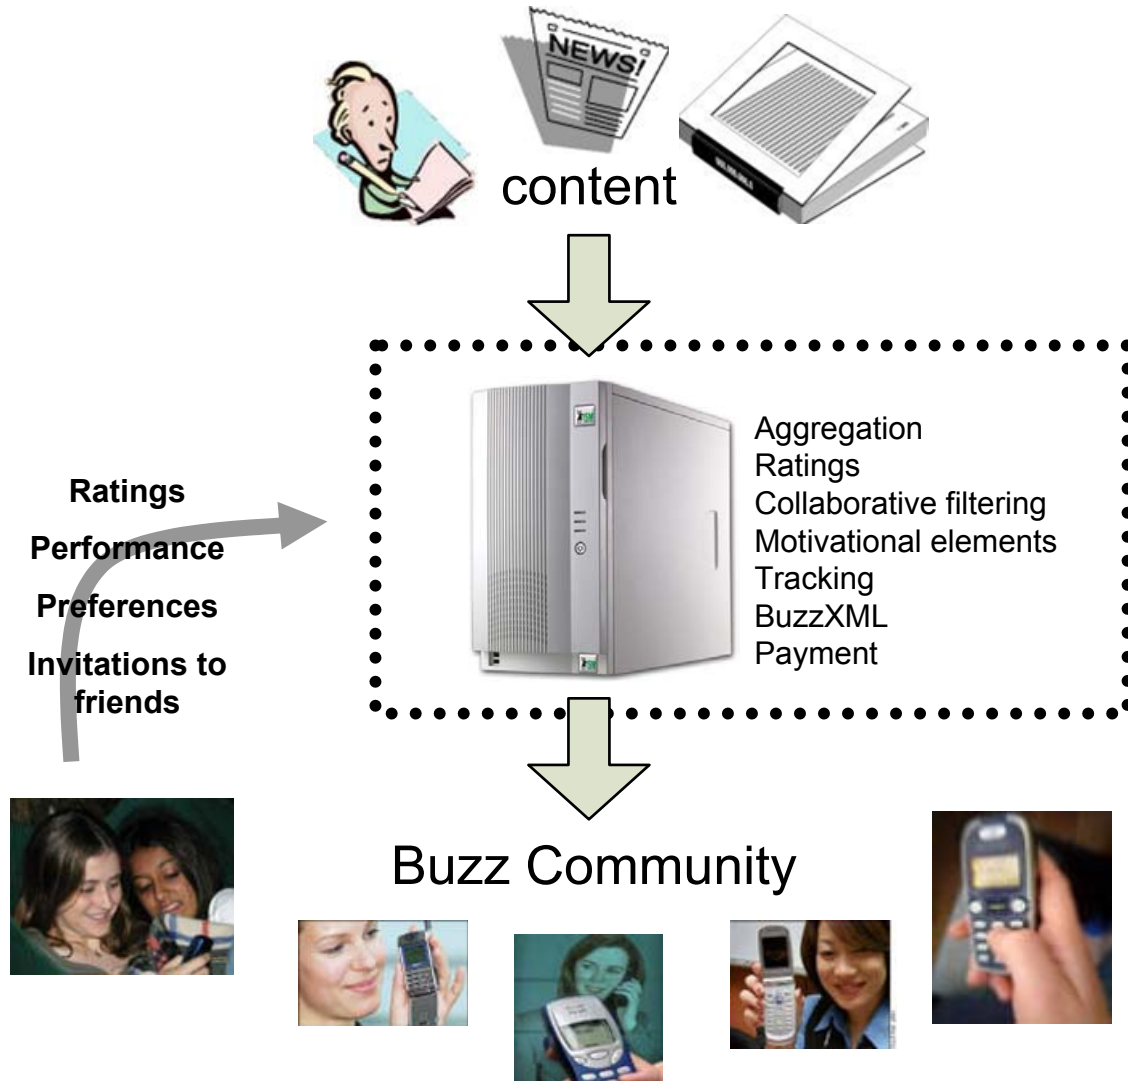 NEWS!
content
Aggregation
Ratings
Collaborative filtering
Motivational elements
Tracking
BuzzXML
Payment
Ratings
Performance
Preferences
Invitations to
friends
Buzz Community